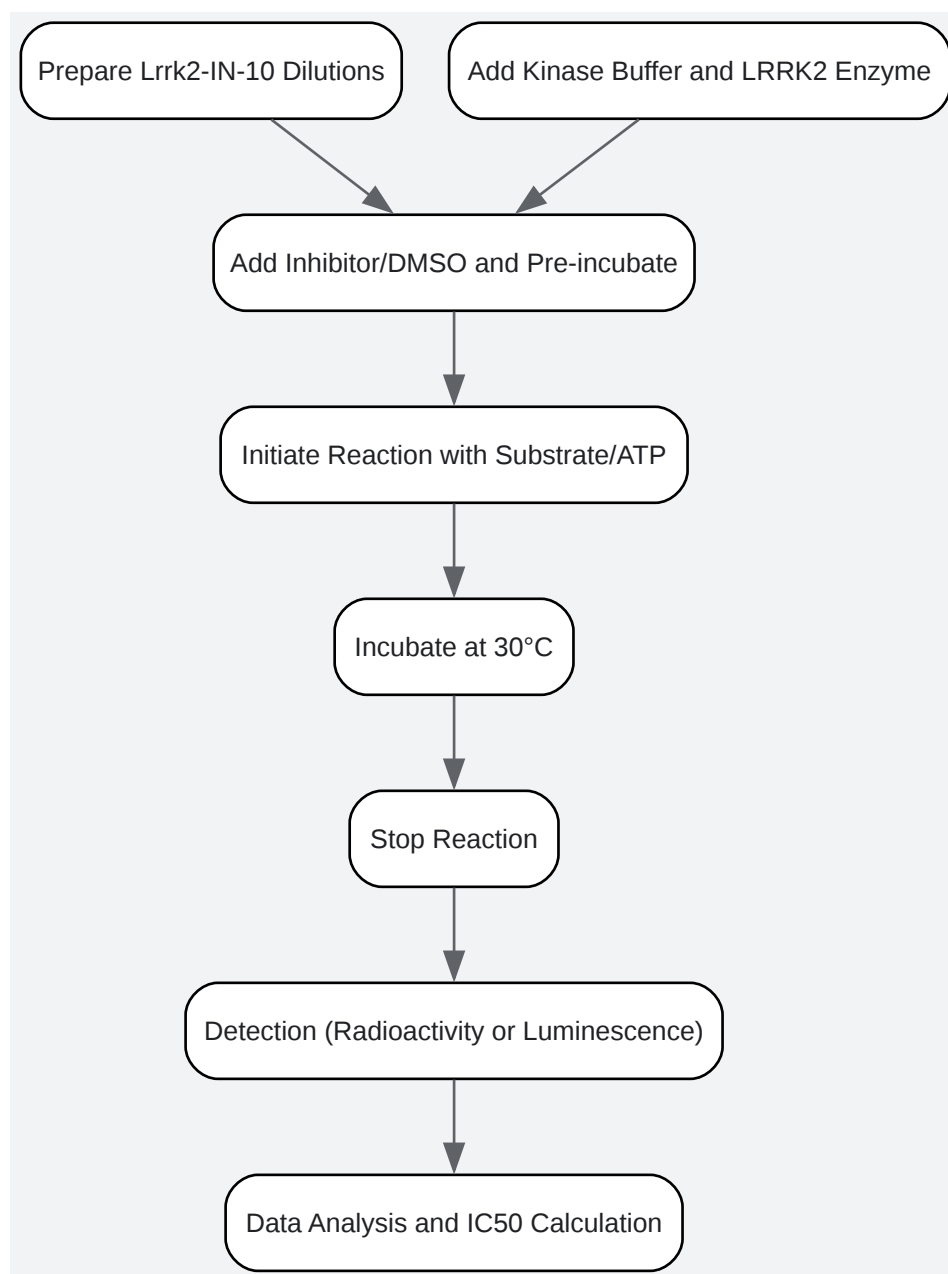 Prepare Lrrk2-IN-10 Dilutions
Add Kinase Buffer and LRRK2 Enzyme
Add Inhibitor/DMSO and Pre-incubate
Initiate Reaction with Substrate/ATP
Incubate at 30°C
Stop Reaction
Detection (Radioactivity or Luminescence)
Data Analysis and IC50 Calculation